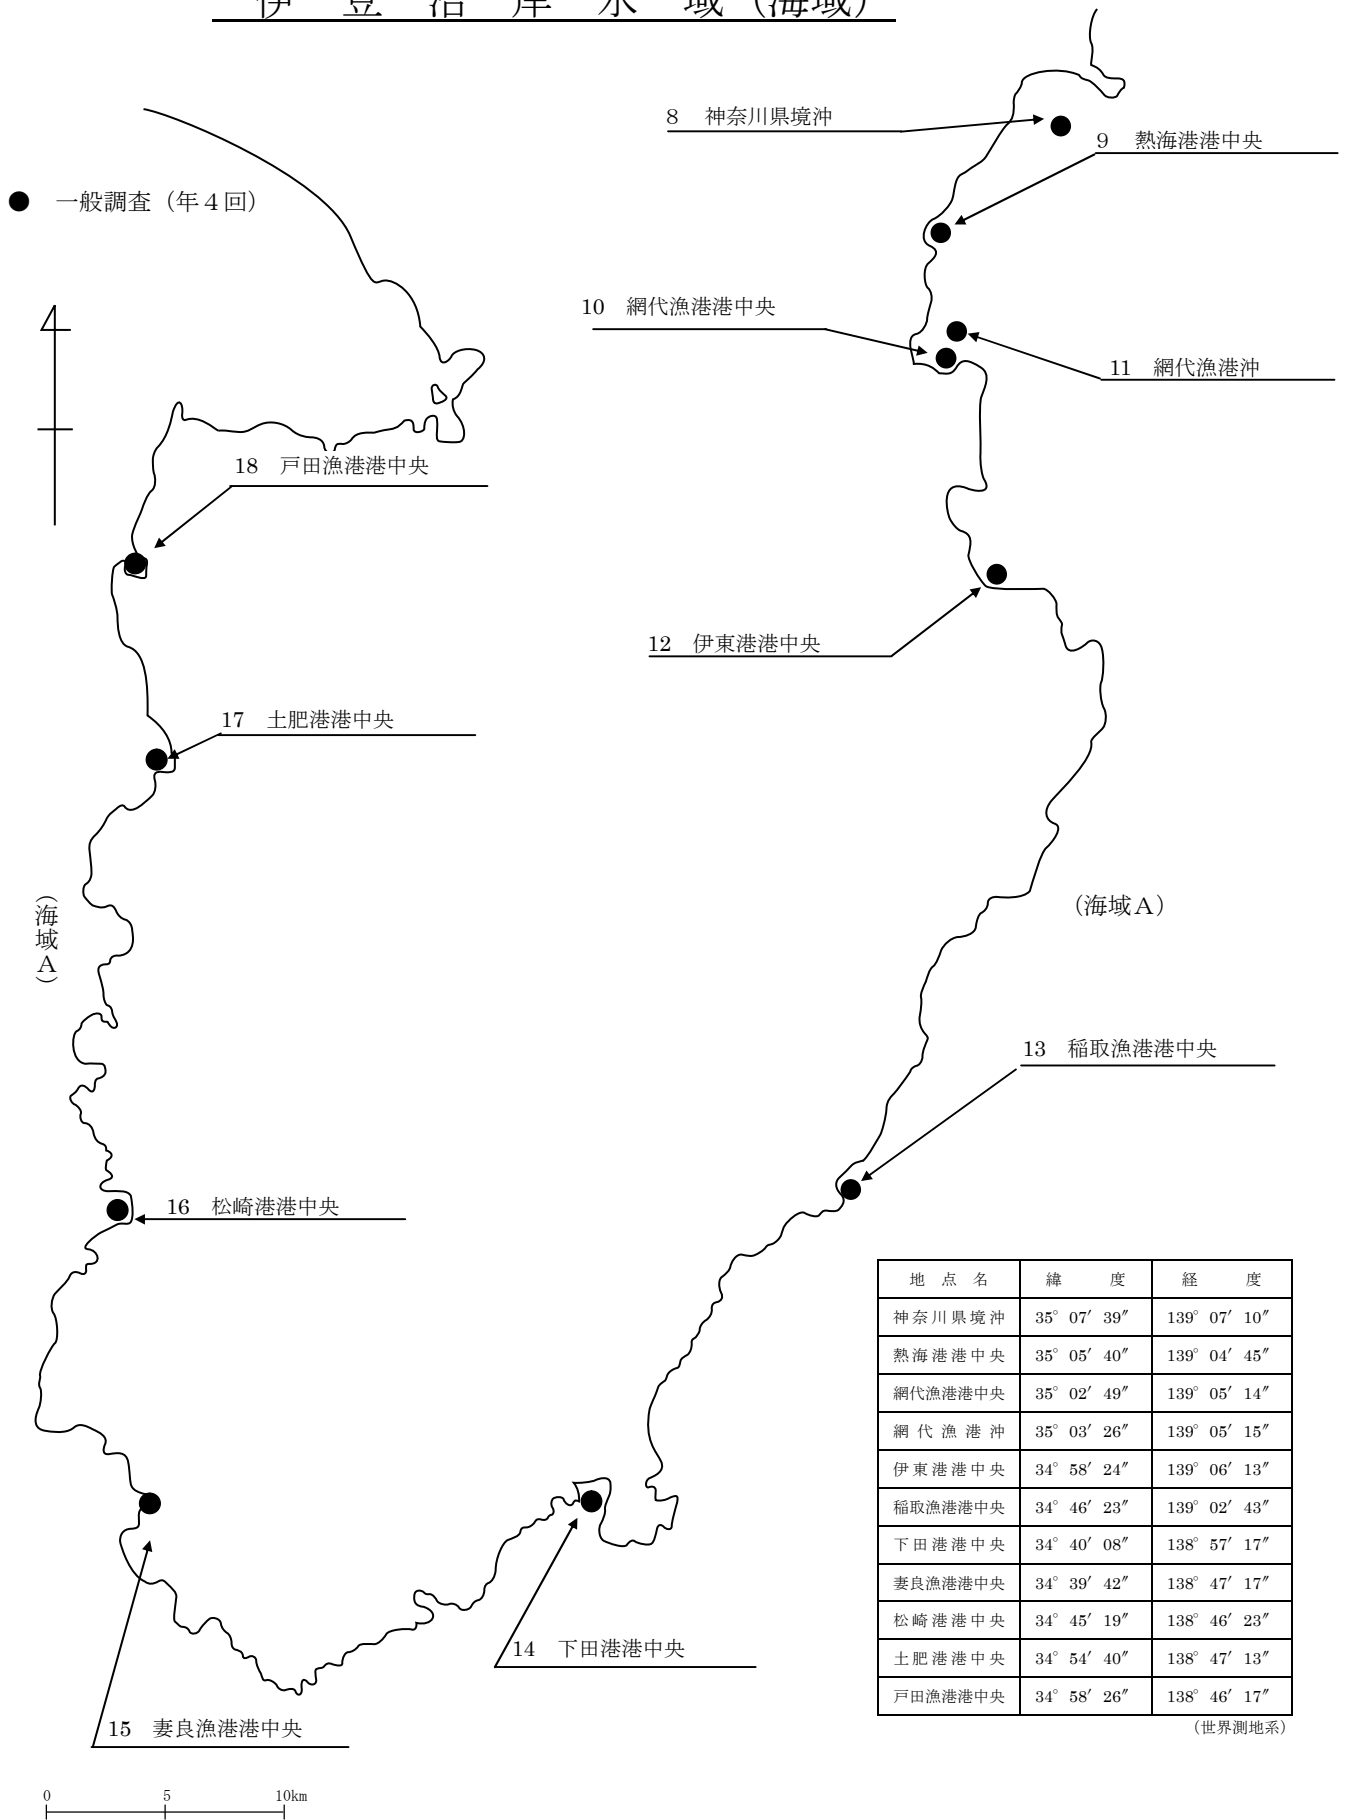 伊豆沿岸水域（海域）
● 一般調査（年４回）
8 神奈川県境沖
9 熱海港港中央
10 網代漁港港中央
11 網代漁港沖
18 戸田漁港港中央
12 伊東港港中央
17 土肥港港中央
（海域Ａ）
（海域Ａ）
13 稲取漁港港中央
16 松崎港港中央
14 下田港港中央
15 妻良漁港港中央
地点名 緯度 経度
神奈川県境沖 35° 07′ 39″ 139° 07′ 10″
熱海港港中央 35° 05′ 40″ 139° 04′ 45″
網代漁港港中央 35° 02′ 49″ 139° 05′ 14″
網代漁港沖 35° 03′ 26″ 139° 05′ 15″
伊東港港中央 34° 58′ 24″ 139° 06′ 13″
稲取漁港港中央 34° 46′ 23″ 139° 02′ 43″
下田港港中央 34° 40′ 08″ 138° 57′ 17″
妻良漁港港中央 34° 39′ 42″ 138° 47′ 17″
松崎港港中央 34° 45′ 19″ 138° 46′ 23″
土肥港港中央 34° 54′ 40″ 138° 47′ 13″
戸田漁港港中央 34° 58′ 26″ 138° 46′ 17″
（世界測地系）
0 5 10km